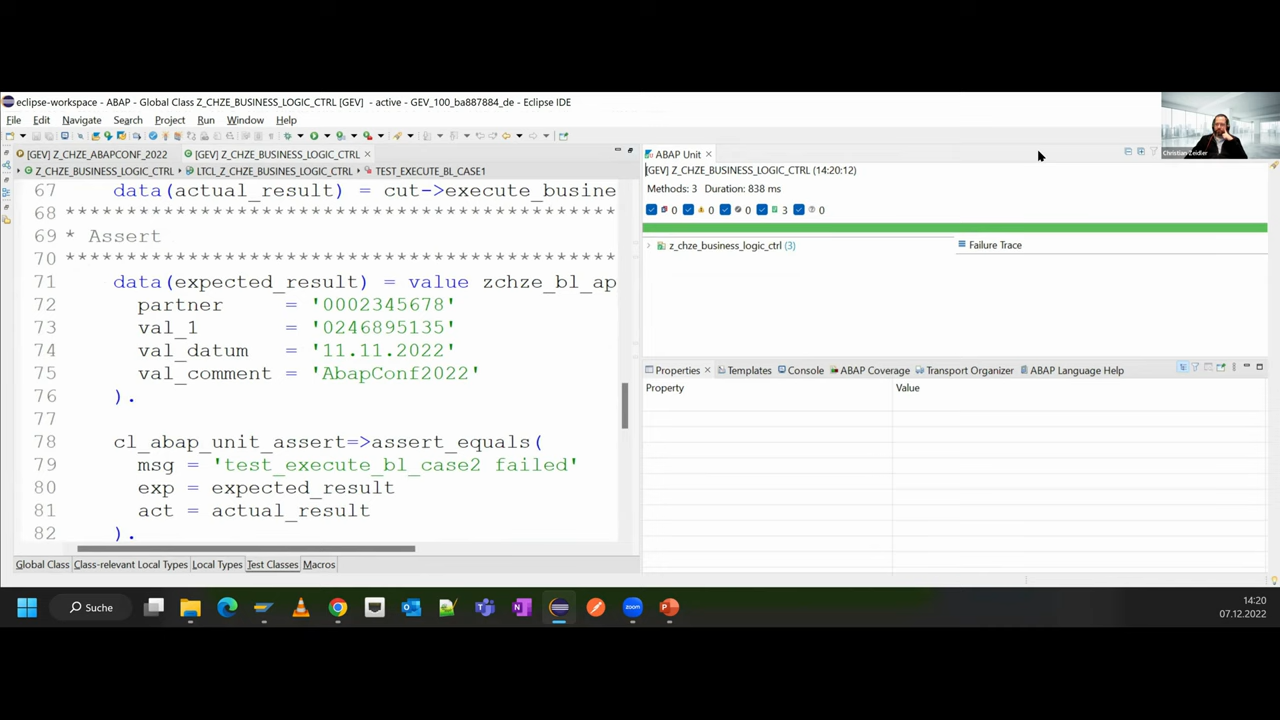 eclipse-workspace - ABAP - Global Class Z_CHZE_BUSINESS_LOGIC_CTRL [GEV] - active - GEV_100_ba887884_de - Eclipse IDE
File Edit Navigate Search Project Run Window Help
Christian Zeidler
[GEV] Z_CHZE_ABAPCONF_2022
[GEV] Z_CHZE_BUSINESS_LOGIC_CTRL
Z_CHZE_BUSINESS_LOGIC_CTRL
LTCL_Z_CHZE_BUSINESS_LOGIC_CTRL
TEST_EXECUTE_BL_CASE1
67 data(actual_result) = cut->execute_busine
68 *********************************************
69 * Assert
70 *********************************************
71 data(expected_result) = value zchze_bl_ap
72 partner = '0002345678'
73 val_1 = '0246895135'
74 val_datum = '11.11.2022'
75 val_comment = 'AbapConf2022'
76 ).
77
78 cl_abap_unit_assert=>assert_equals(
79 msg = 'test_execute_bl_case2 failed'
80 exp = expected_result
81 act = actual_result
82 ).
Global Class Class-relevant Local Types Local Types Test Classes Macros
ABAP Unit
[GEV] Z_CHZE_BUSINESS_LOGIC_CTRL (14:20:12)
Methods: 3 Duration: 838 ms
0 0 0 3 0
z_chze_business_logic_ctrl (3)
Failure Trace
Properties Templates Console ABAP Coverage Transport Organizer ABAP Language Help
Property Value
Suche
14:20
07.12.2022